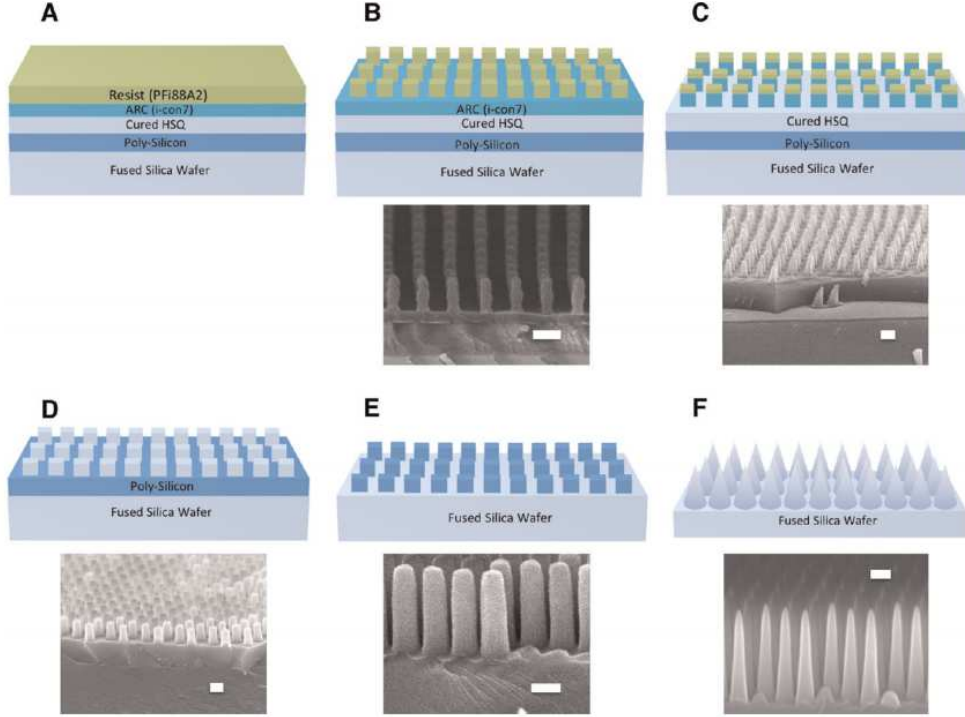 A
Resist (PFi88A2)
ARC (i-con7)
Cured HSQ
Poly-Silicon
Fused Silica Wafer
B
ARC (i-con7)
Cured HSQ
Poly-Silicon
Fused Silica Wafer
C
Cured HSQ
Poly-Silicon
Fused Silica Wafer
D
Poly-Silicon
Fused Silica Wafer
E
Fused Silica Wafer
F
Fused Silica Wafer